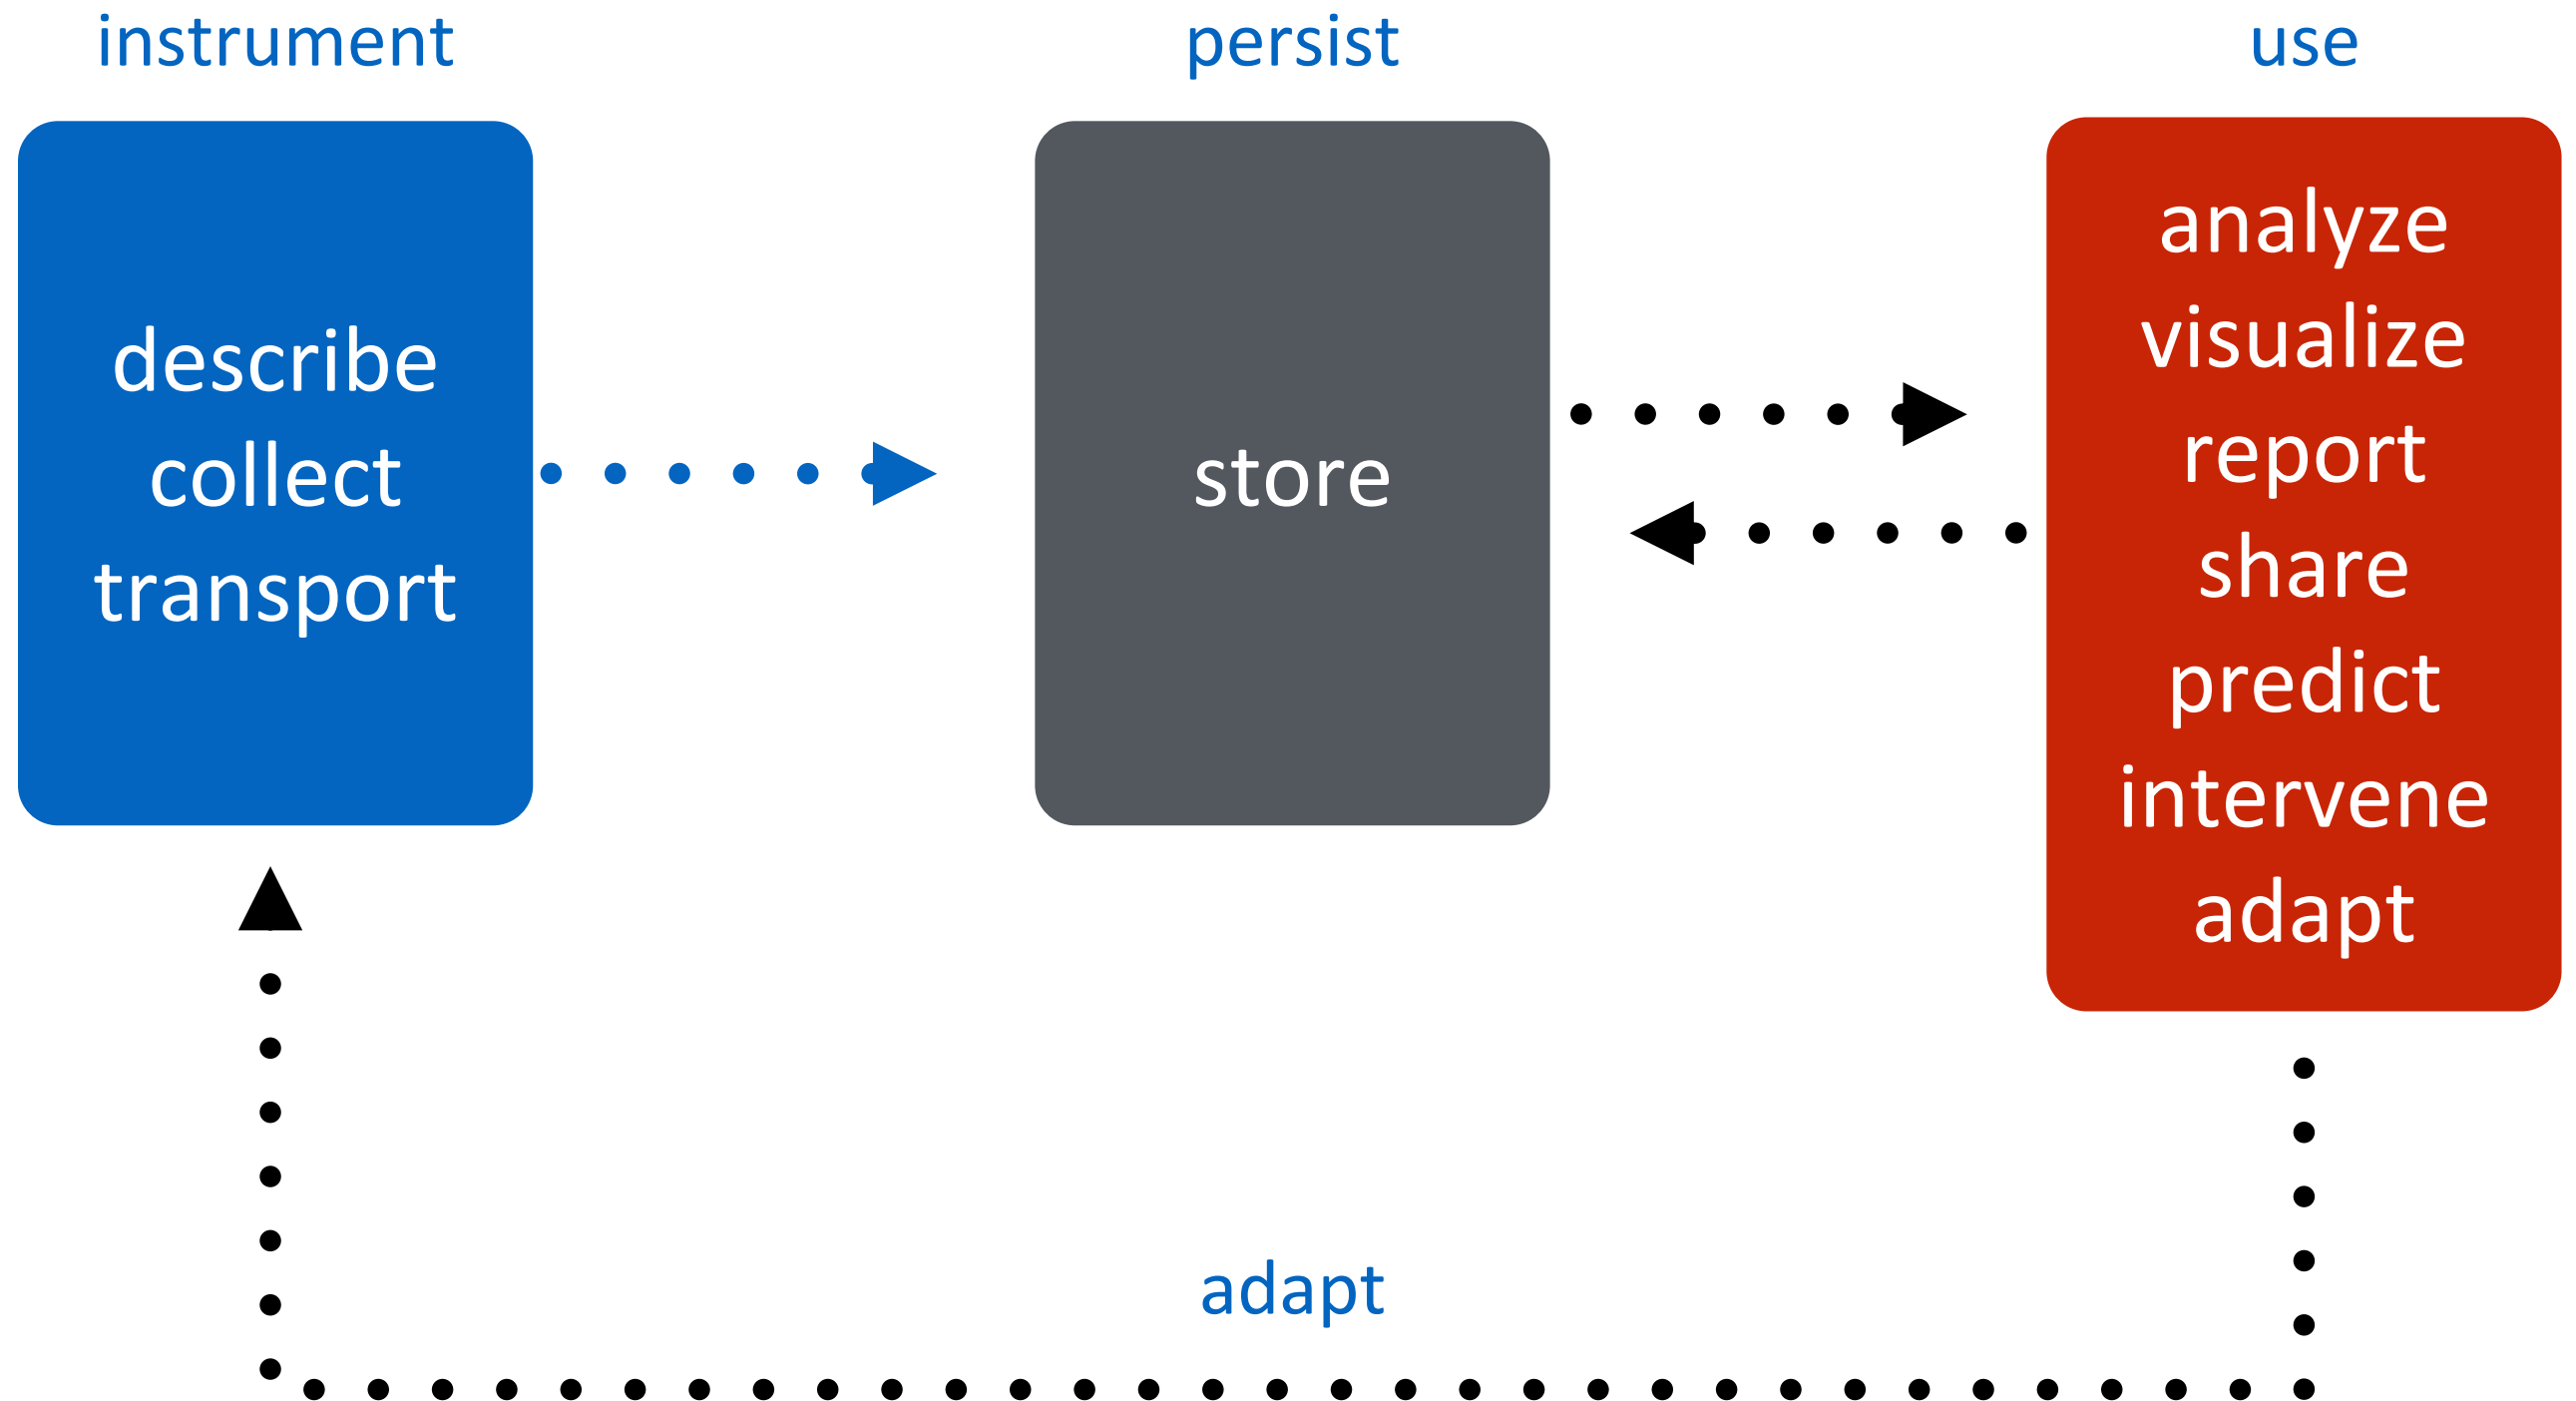 instrument
persist
use
describe
collect
transport
store
analyze
visualize
report
share
predict
intervene
adapt
adapt